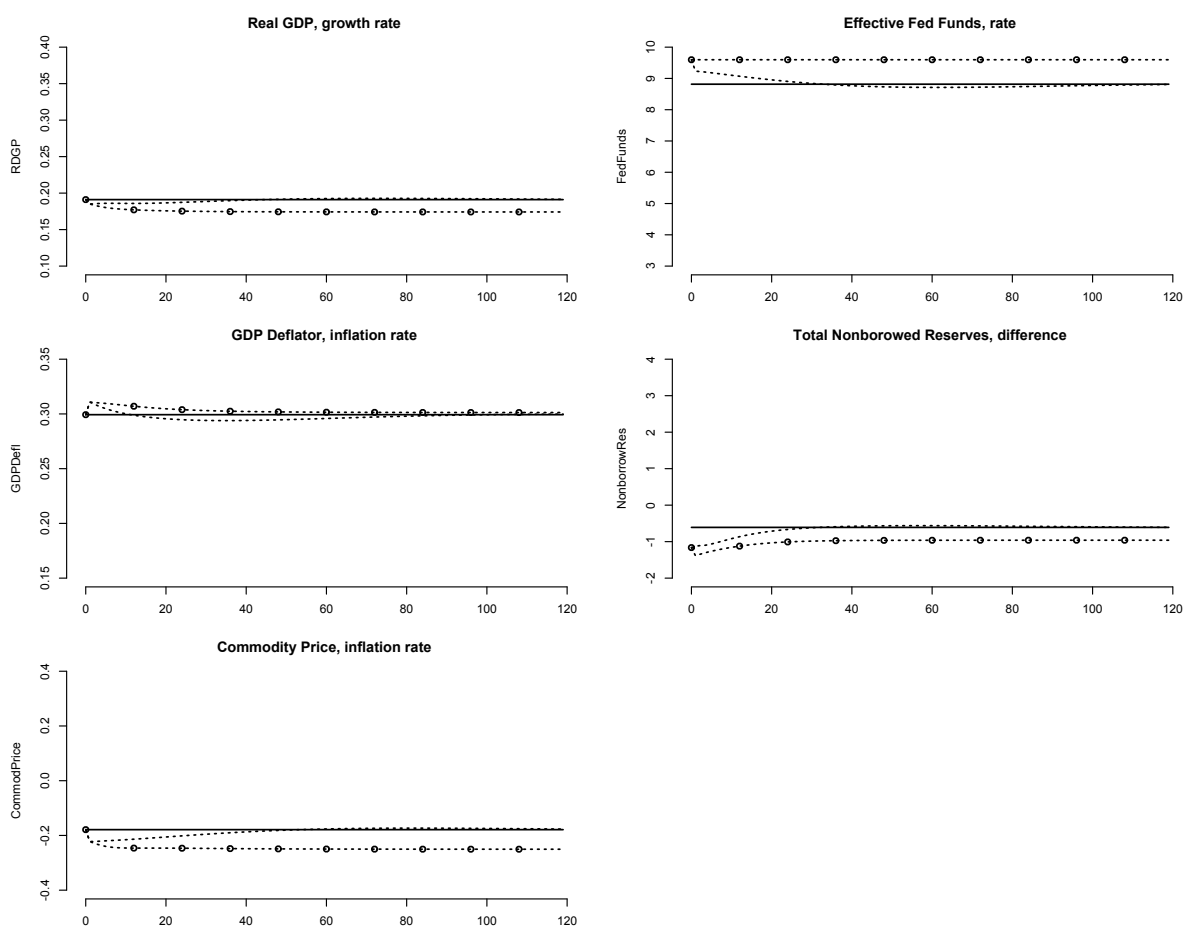 Real GDP, growth rate
RDGP
0.10 0.15 0.20 0.25 0.30 0.35 0.40
0 20 40 60 80 100 120
Effective Fed Funds, rate
FedFunds
3 4 5 6 7 8 9 10
0 20 40 60 80 100 120
GDP Deflator, inflation rate
GDPDefl
0.15 0.20 0.25 0.30 0.35
0 20 40 60 80 100 120
Total Nonborowed Reserves, difference
NonborrowRes
-2 -1 0 1 2 3 4
0 20 40 60 80 100 120
Commodity Price, inflation rate
CommodPrice
-0.4 -0.2 0.0 0.2 0.4
0 20 40 60 80 100 120